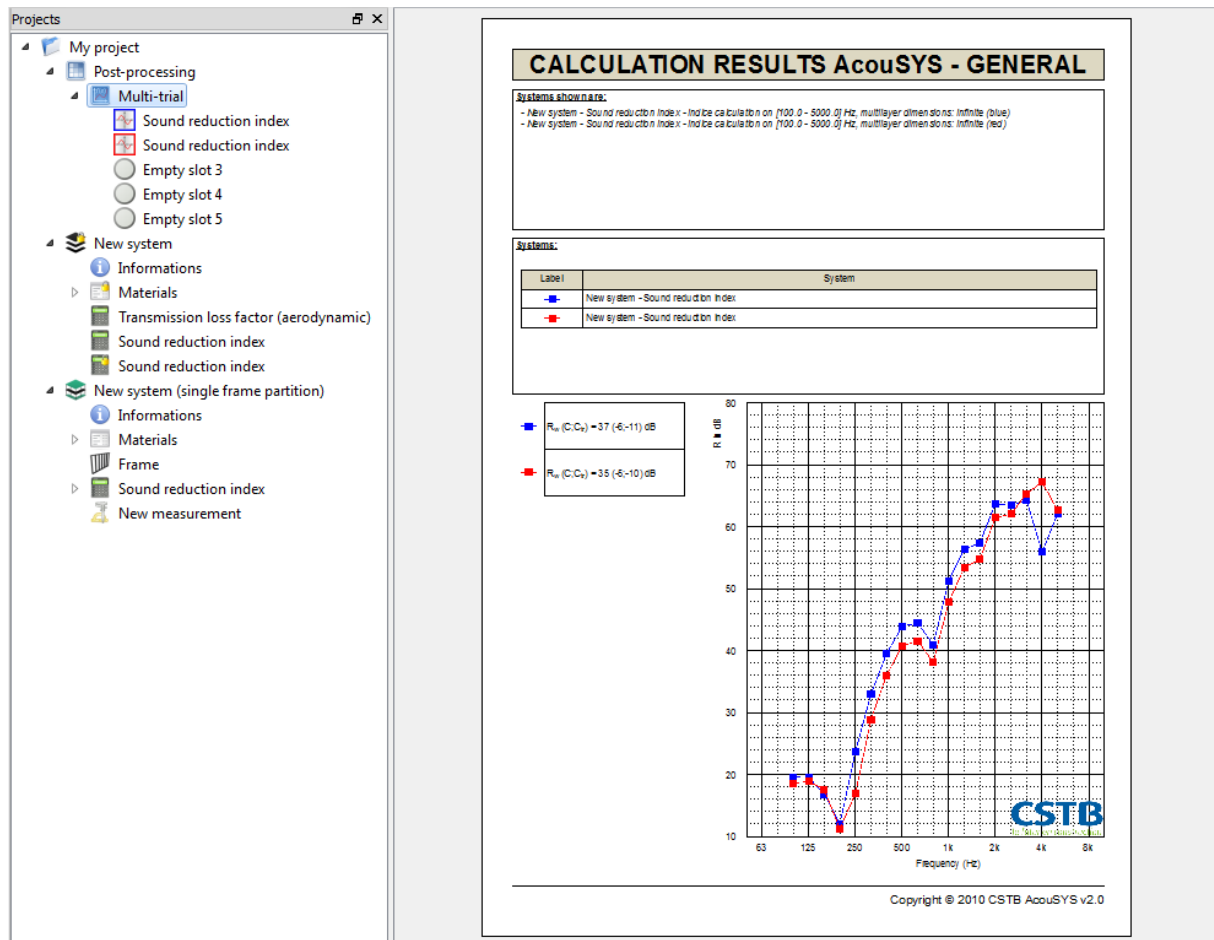 Projects
My project
Post-processing
Multi-trial
Sound reduction index
Sound reduction index
Empty slot 3
Empty slot 4
Empty slot 5
New system
Informations
Materials
Transmission loss factor (aerodynamic)
Sound reduction index
Sound reduction index
New system (single frame partition)
Informations
Materials
Frame
Sound reduction index
New measurement
CALCULATION RESULTS AcouSYS - GENERAL
Systems shown are:
- New system - Sound reduction Index - Indice calculation on [100.0 - 5000.0] Hz, multilayer dimensions: Infinite (blue)
- New system - Sound reduction Index - Indice calculation on [100.0 - 5000.0] Hz, multilayer dimensions: Infinite (red)
Systems:
Label System
New system - Sound reduction Index
New system - Sound reduction Index
Rw (C;Ctr) = 37 (-6;-11) dB
Rw (C;Ctr) = 35 (-6;-10) dB
R in dB
80
70
60
50
40
30
20
10
63 125 250 500 1k 2k 4k 8k
Frequency (Hz)
CSTB
Copyright © 2010 CSTB AcouSYS v2.0